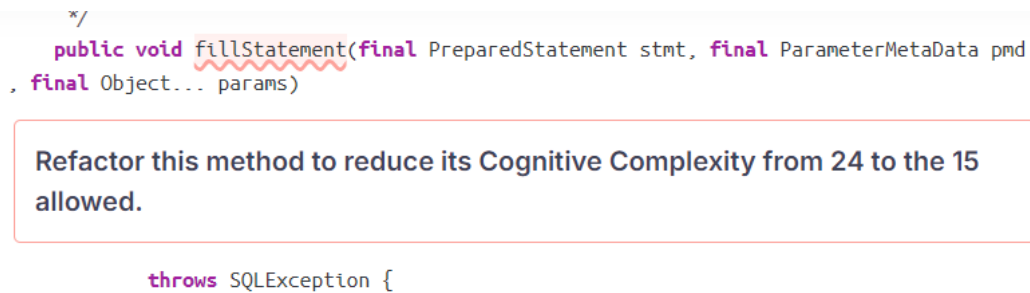 */
public void fillStatement(final PreparedStatement stmt, final ParameterMetaData pmd
, final Object... params)
Refactor this method to reduce its Cognitive Complexity from 24 to the 15
allowed.
throws SQLException {